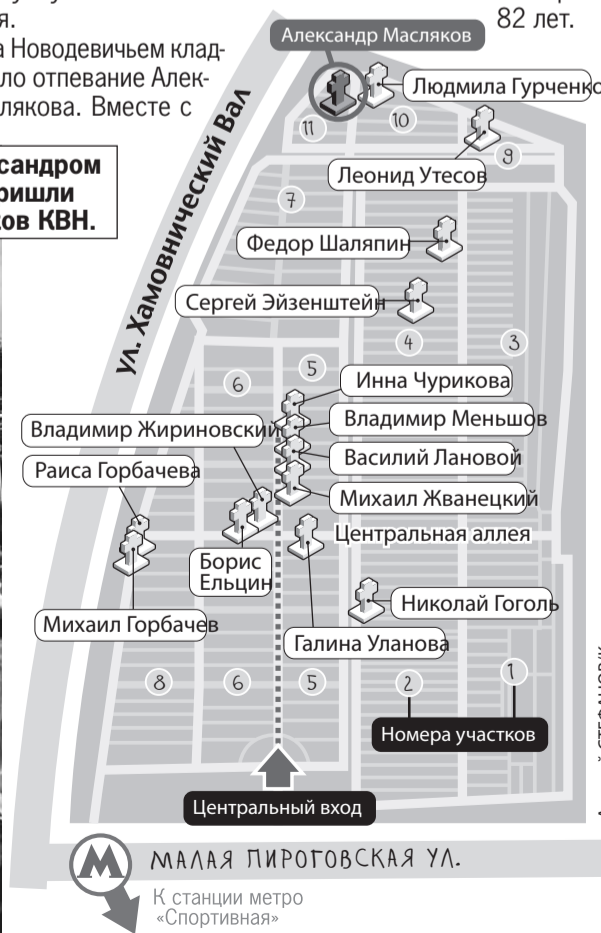 я.
82 лет.
а Новодевичьем клад-
ло отпевание Алек-
лякова. Вместе с
сандром
ришли
ков КВН.
Александр Масляков
Людмила Гурченко
11
10
9
Леонид Утесов
ул. Хамовнический Вал
7
Федор Шаляпин
Сергей Эйзенштейн
4
3
5
6
Инна Чурикова
Владимир Меньшов
Владимир Жириновский
Василий Лановой
Раиса Горбачева
Михаил Жванецкий
Центральная аллея
Борис
Ельцин
Николай Гоголь
Михаил Горбачев
Галина Уланова
8
6
5
2
1
Номера участков
Центральный вход
М
МАЛАЯ ПИРОГОВСКАЯ УЛ.
К станции метро
«Спортивная»